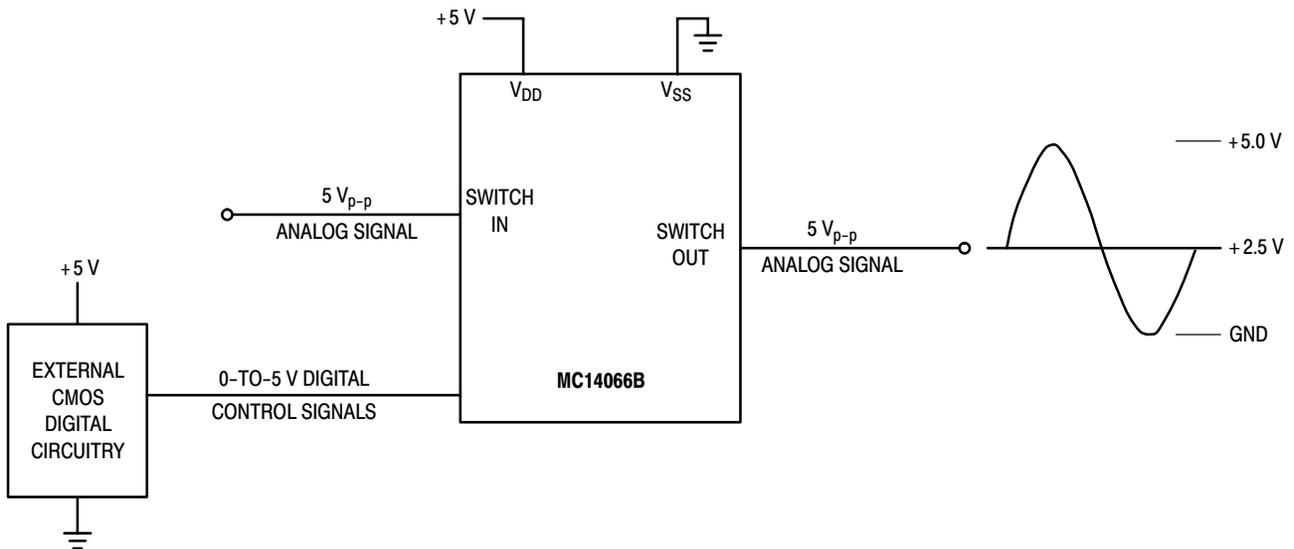 +5 V
V_DD
V_SS
+5.0 V
5 V_p-p
SWITCH
IN
ANALOG SIGNAL
SWITCH
OUT
5 V_p-p
ANALOG SIGNAL
+2.5 V
+5 V
GND
EXTERNAL
CMOS
DIGITAL
CIRCUITRY
0-TO-5 V DIGITAL
CONTROL SIGNALS
MC14066B